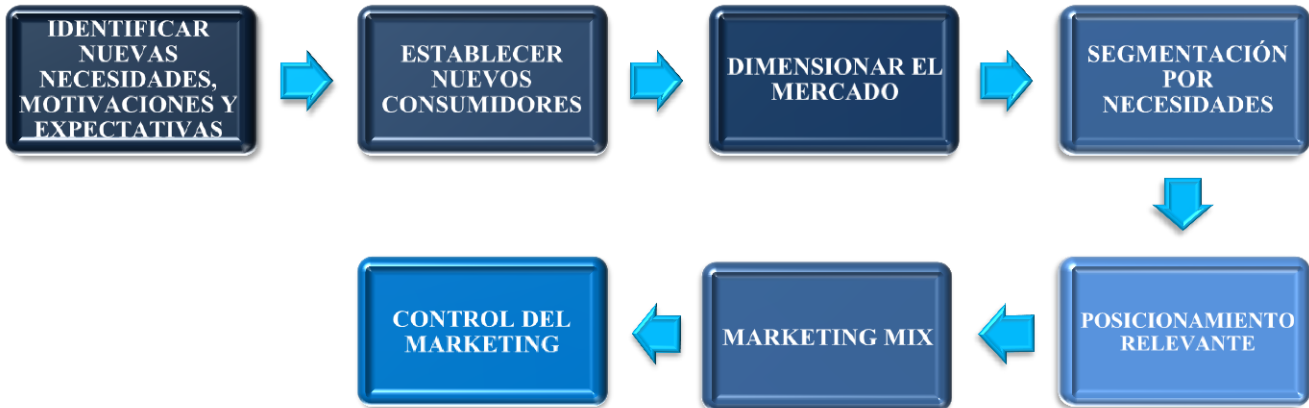 IDENTIFICAR
NUEVAS
NECESIDADES,
MOTIVACIONES Y
EXPECTATIVAS
ESTABLECER
NUEVOS
CONSUMIDORES
DIMENSIONAR EL
MERCADO
SEGMENTACIÓN
POR
NECESIDADES
POSICIONAMIENTO
RELEVANTE
MARKETING MIX
CONTROL DEL
MARKETING